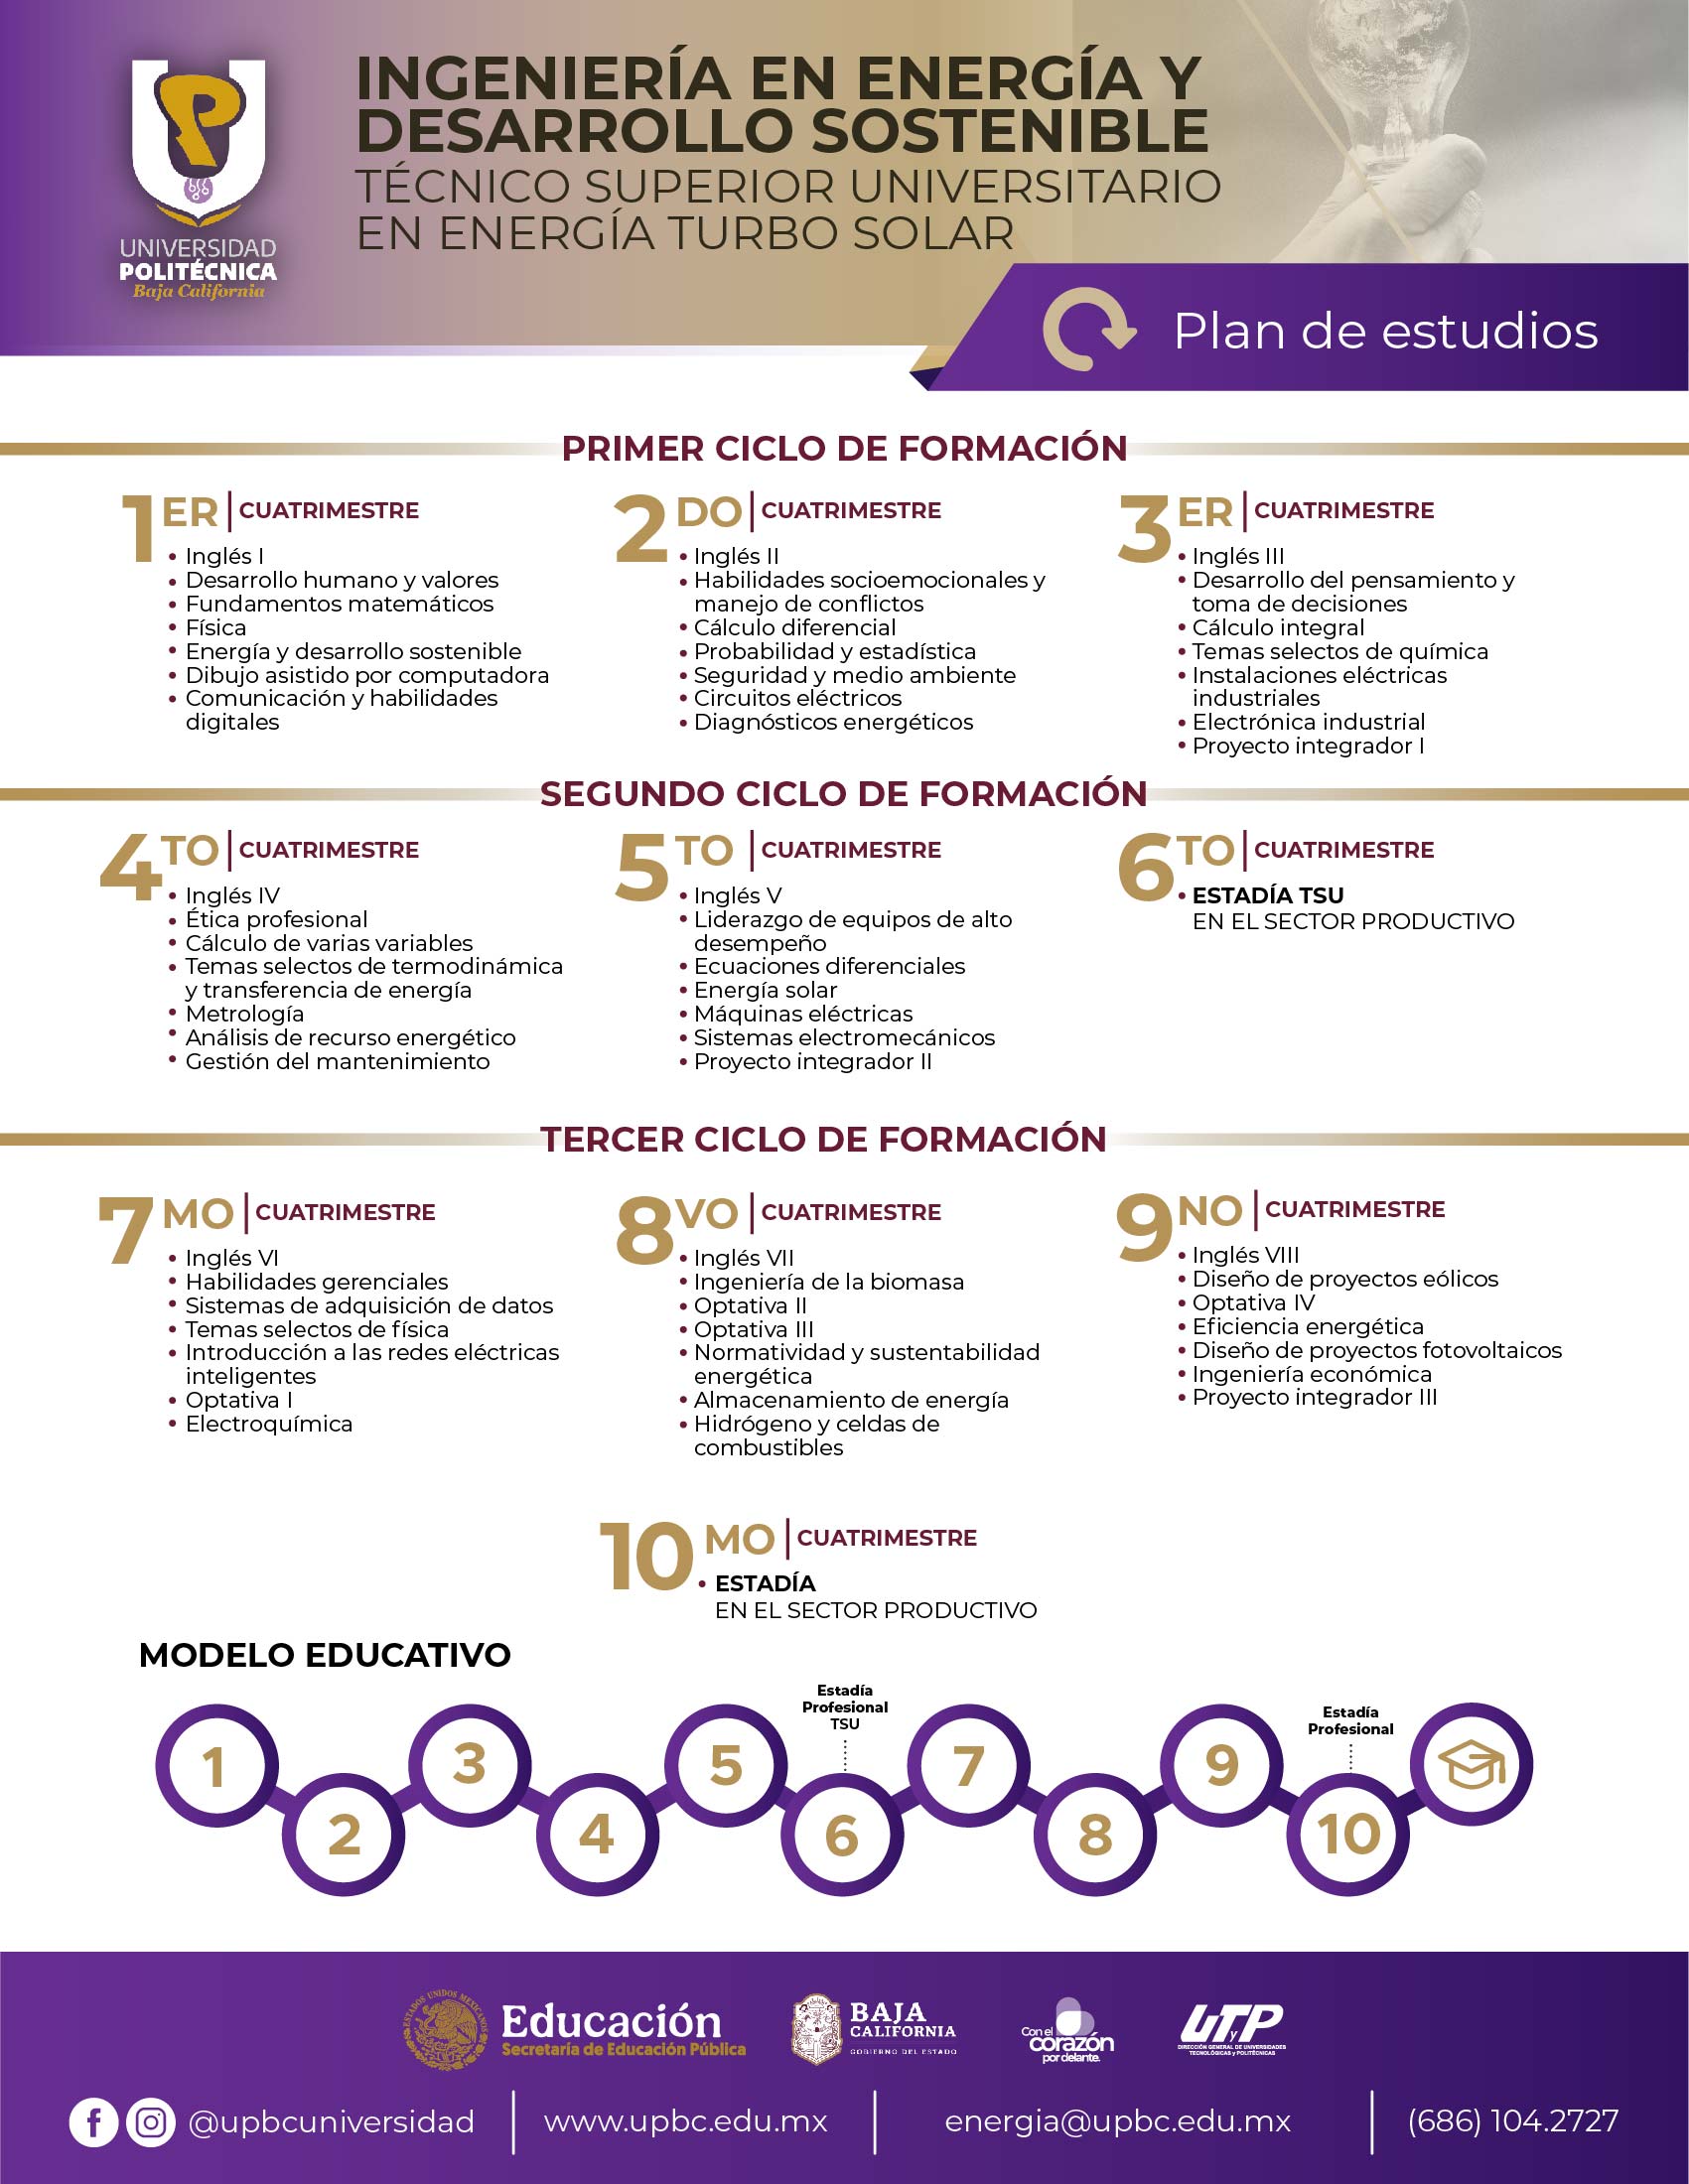 INGENIERÍA EN ENERGÍA Y
DESARROLLO SOSTENIBLE
TÉCNICO SUPERIOR UNIVERSITARIO
EN ENERGÍA TURBO SOLAR
UNIVERSIDAD
POLITÉCNICA
Baja California
Plan de estudios
PRIMER CICLO DE FORMACIÓN
1ER | CUATRIMESTRE
• Inglés I
• Desarrollo humano y valores
• Fundamentos matemáticos
• Física
• Energía y desarrollo sostenible
• Dibujo asistido por computadora
• Comunicación y habilidades
digitales
2DO | CUATRIMESTRE
• Inglés II
• Habilidades socioemocionales y
manejo de conflictos
• Cálculo diferencial
• Probabilidad y estadística
• Seguridad y medio ambiente
• Circuitos eléctricos
• Diagnósticos energéticos
3ER | CUATRIMESTRE
• Inglés III
• Desarrollo del pensamiento y
toma de decisiones
• Cálculo integral
• Temas selectos de química
• Instalaciones eléctricas
industriales
• Electrónica industrial
• Proyecto integrador I
SEGUNDO CICLO DE FORMACIÓN
4TO | CUATRIMESTRE
• Inglés IV
• Ética profesional
• Cálculo de varias variables
• Temas selectos de termodinámica
y transferencia de energía
• Metrología
• Análisis de recurso energético
• Gestión del mantenimiento
5TO | CUATRIMESTRE
• Inglés V
• Liderazgo de equipos de alto
desempeño
• Ecuaciones diferenciales
• Energía solar
• Máquinas eléctricas
• Sistemas electromecánicos
• Proyecto integrador II
6TO | CUATRIMESTRE
• ESTADÍA TSU
EN EL SECTOR PRODUCTIVO
TERCER CICLO DE FORMACIÓN
7MO | CUATRIMESTRE
• Inglés VI
• Habilidades gerenciales
• Sistemas de adquisición de datos
• Temas selectos de física
• Introducción a las redes eléctricas
inteligentes
• Optativa I
• Electroquímica
8VO | CUATRIMESTRE
• Inglés VII
• Ingeniería de la biomasa
• Optativa II
• Optativa III
• Normatividad y sustentabilidad
energética
• Almacenamiento de energía
• Hidrógeno y celdas de
combustibles
9NO | CUATRIMESTRE
• Inglés VIII
• Diseño de proyectos eólicos
• Optativa IV
• Eficiencia energética
• Diseño de proyectos fotovoltaicos
• Ingeniería económica
• Proyecto integrador III
10MO | CUATRIMESTRE
• ESTADÍA
EN EL SECTOR PRODUCTIVO
MODELO EDUCATIVO
Estadía
Profesional
TSU
Estadía
Profesional
1
2
3
4
5
6
7
8
9
10
ESTADOS UNIDOS MEXICANOS
Educación
Secretaría de Educación Pública
BAJA
CALIFORNIA
GOBIERNO DEL ESTADO
Con el
corazón
por delante.
UTyP
DIRECCIÓN GENERAL DE UNIVERSIDADES
TECNOLÓGICAS y POLITÉCNICAS
@upbcuniversidad
www.upbc.edu.mx
energia@upbc.edu.mx
(686) 104.2727